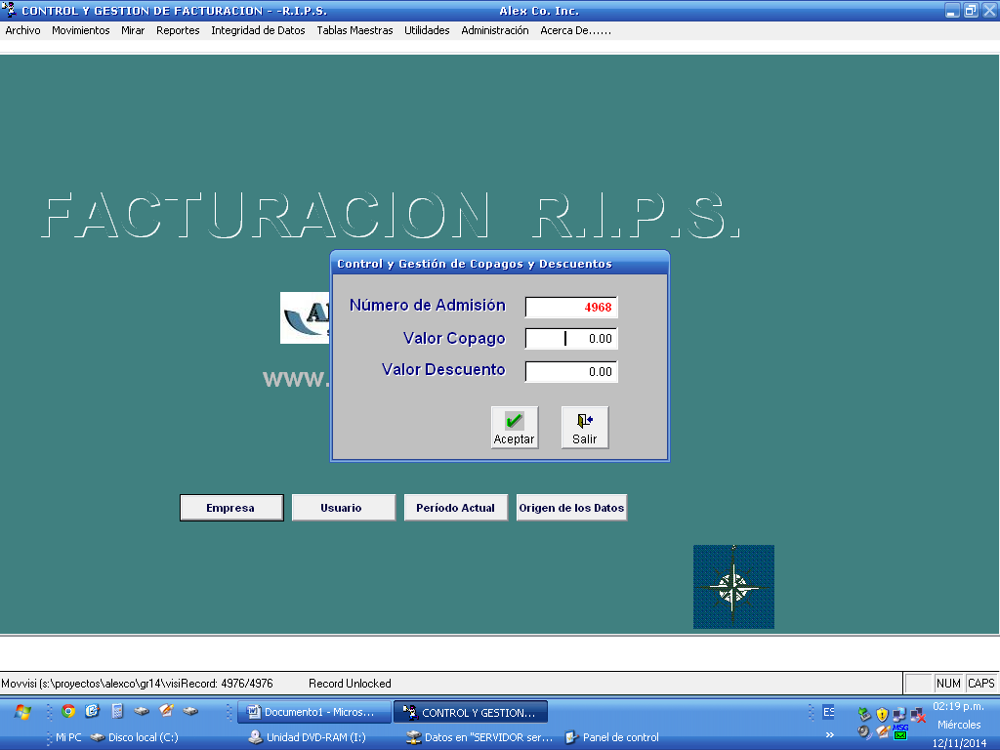 CONTROL Y GESTION DE FACTURACION - -R.I.P.S. Alex Co. Inc.
Archivo Movimientos Mirar Reportes Integridad de Datos Tablas Maestras Utilidades Administración Acerca De......
FACTURACION R.I.P.S.
Control y Gestión de Copagos y Descuentos
Número de Admisión 4968
Valor Copago 0.00
Valor Descuento 0.00
www.
Aceptar Salir
Empresa Usuario Período Actual Origen de los Datos
Movvisi (s:\proyectos\alexco\gr14\visiRecord: 4976/4976 Record Unlocked NUM CAPS
Documento1 - Micros... CONTROL Y GESTION... ES 02:19 p.m.
Miércoles
Mi PC Disco local (C:) Unidad DVD-RAM (I:) Datos en "SERVIDOR ser... Panel de control » MSG
12/11/2014